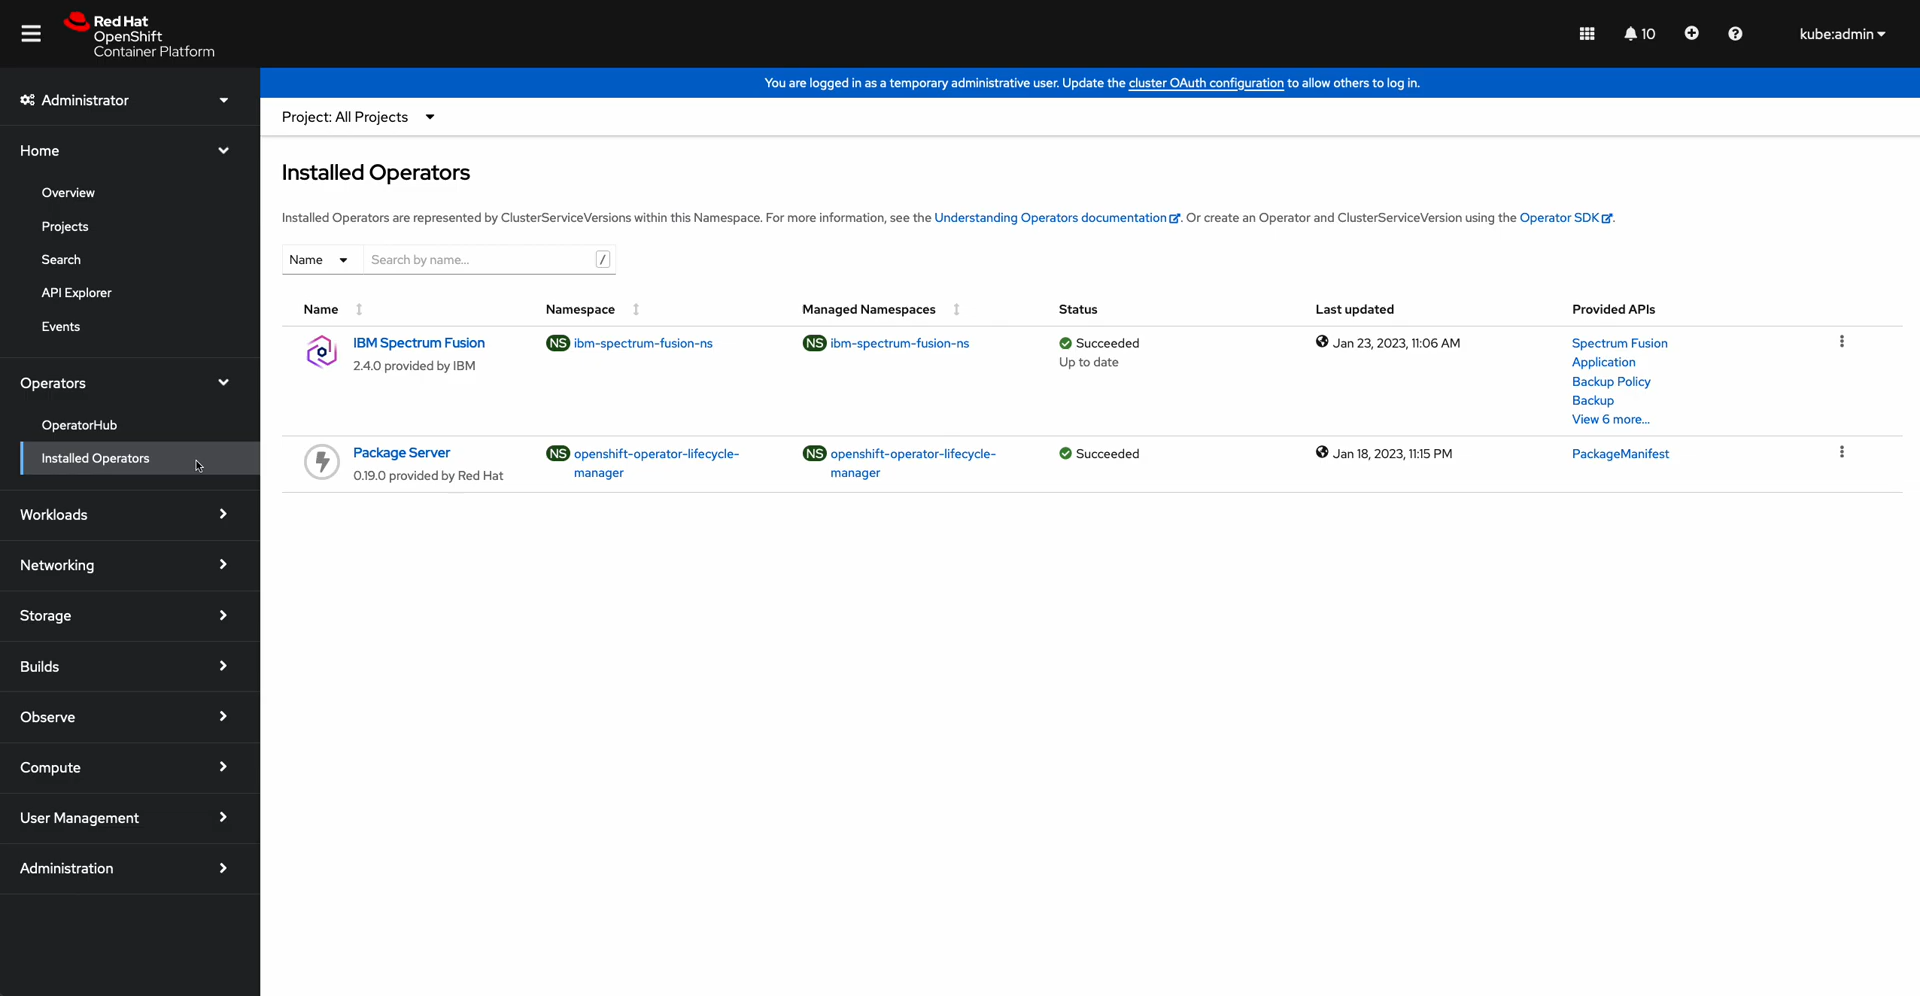 Red Hat
OpenShift
Container Platform
10
kube:admin
Administrator
You are logged in as a temporary administrative user. Update the cluster OAuth configuration to allow others to log in.
Project: All Projects
Home
Overview
Projects
Search
API Explorer
Events
Operators
OperatorHub
Installed Operators
Workloads
Networking
Storage
Builds
Observe
Compute
User Management
Administration
Installed Operators
Installed Operators are represented by ClusterServiceVersions within this Namespace. For more information, see the Understanding Operators documentation. Or create an Operator and ClusterServiceVersion using the Operator SDK.
Name Search by name... /
Name Namespace Managed Namespaces Status Last updated Provided APIs
IBM Spectrum Fusion NS ibm-spectrum-fusion-ns NS ibm-spectrum-fusion-ns Succeeded Jan 23, 2023, 11:06 AM Spectrum Fusion
2.4.0 provided by IBM Up to date Application
Backup Policy
Backup
View 6 more...
Package Server NS openshift-operator-lifecycle- NS openshift-operator-lifecycle- Succeeded Jan 18, 2023, 11:15 PM PackageManifest
0.19.0 provided by Red Hat manager manager